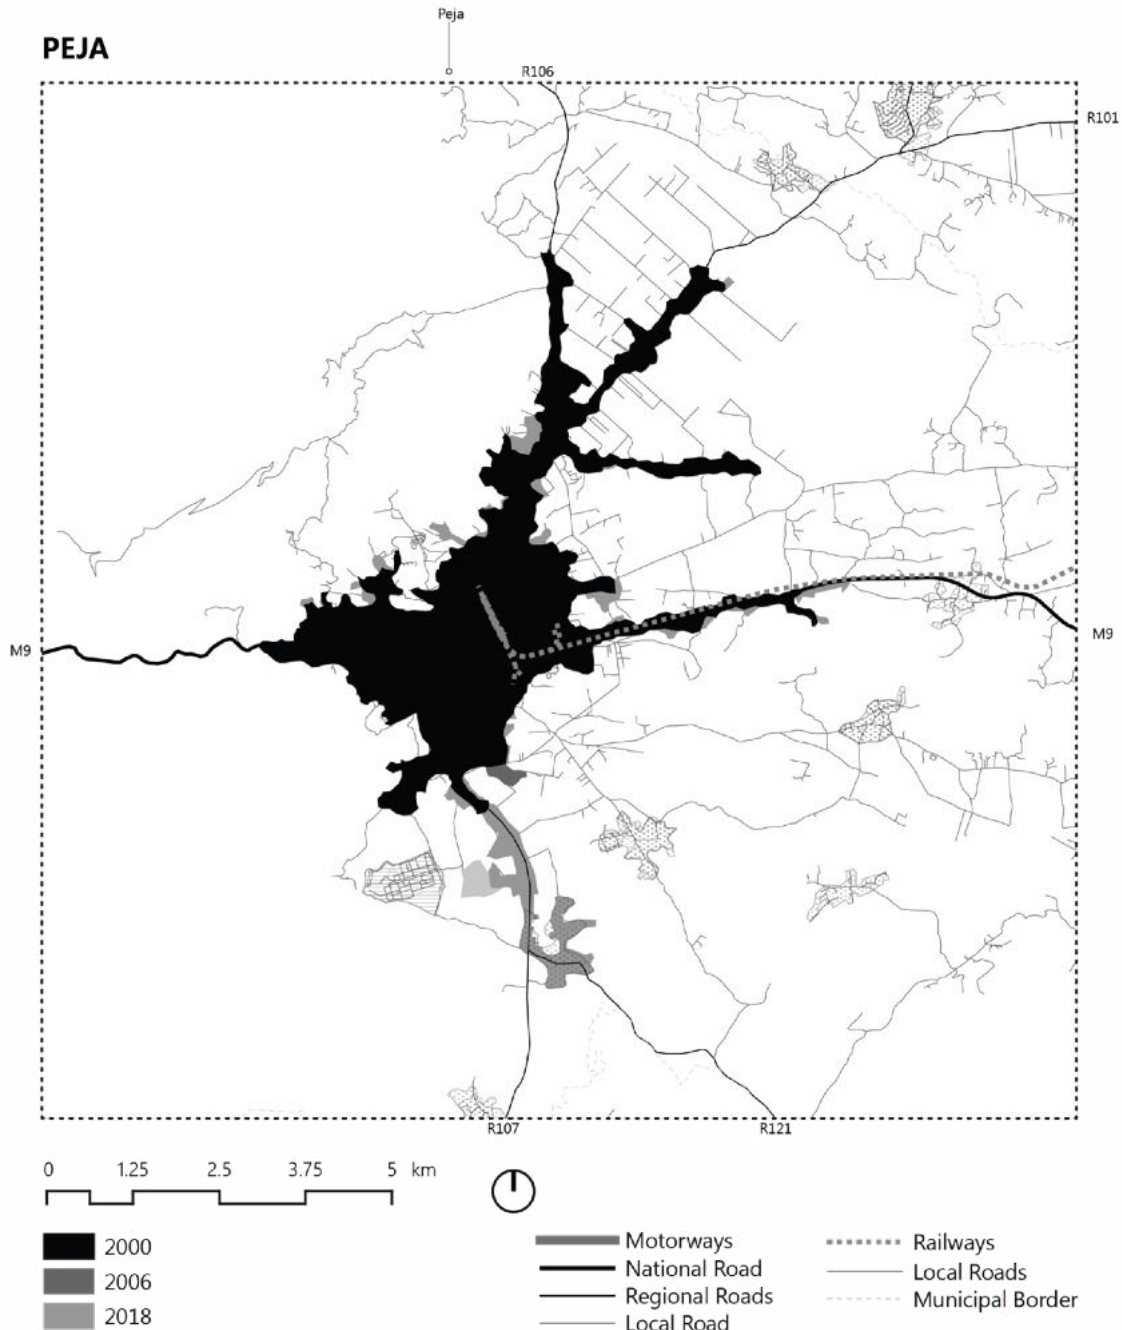 Peja
PEJA
R106
R101
M9
M9
R107
R121
0 1.25 2.5 3.75 5 km
2000
2006
2018
Motorways
National Road
Regional Roads
Local Road
Railways
Local Roads
Municipal Border